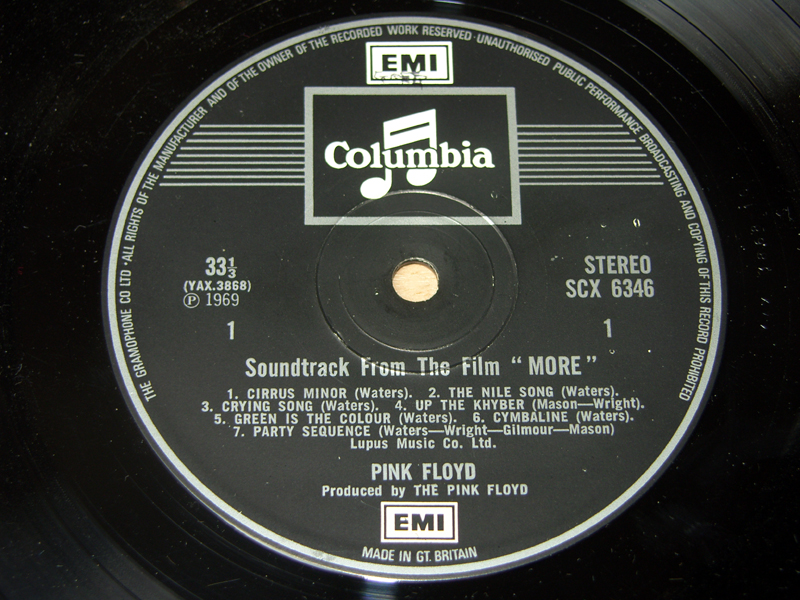 THE GRAMOPHONE CO LTD · ALL RIGHTS OF THE MANUFACTURER AND OF THE OWNER OF THE RECORDED WORK RESERVED · UNAUTHORISED PUBLIC PERFORMANCE BROADCASTING AND COPYING OF THIS RECORD PROHIBITED
EMI
Columbia
33⅓
(YAX.3868)
℗ 1969
STEREO
SCX 6346
1
1
Soundtrack From The Film "MORE"
1. CIRRUS MINOR (Waters). 2. THE NILE SONG (Waters).
3. CRYING SONG (Waters). 4. UP THE KHYBER (Mason—Wright).
5. GREEN IS THE COLOUR (Waters). 6. CYMBALINE (Waters).
7. PARTY SEQUENCE (Waters—Wright—Gilmour—Mason)
Lupus Music Co. Ltd.
PINK FLOYD
Produced by THE PINK FLOYD
EMI
MADE IN GT. BRITAIN